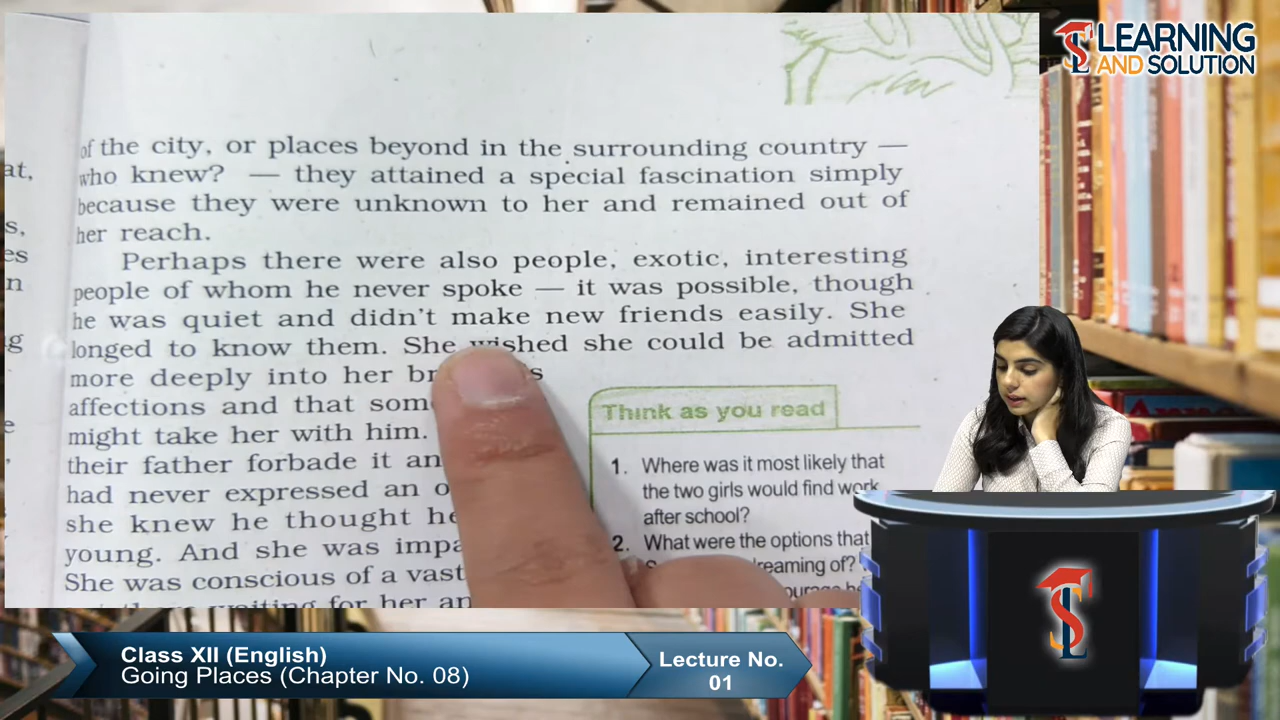 LEARNING
AND SOLUTION
of the city, or places beyond in the surrounding country —
at,
who knew? — they attained a special fascination simply
because they were unknown to her and remained out of
s,
her reach.
es
Perhaps there were also people, exotic, interesting
n
people of whom he never spoke — it was possible, though
he was quiet and didn't make new friends easily. She
g
longed to know them. She wished she could be admitted
more deeply into her
affections and that
might take her with him.
their father forbade it
had never expressed an
she knew he thought
young. And she was
She was conscious of a vast
waiting for her
Think as you read
1. Where was it most likely that
the two girls would find work
after school?
2. What were the options that
of?
Class XII (English)
Going Places (Chapter No. 08)
Lecture No.
01